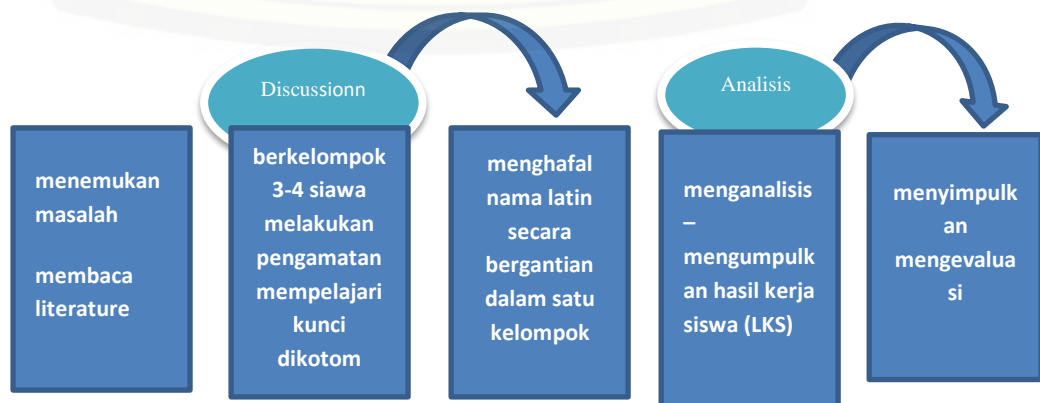 Discussionn
Analisis
menemukan
masalah
membaca
literature
berkelompok
3-4 siawa
melakukan
pengamatan
mempelajari
kunci
dikotom
menghafal
nama latin
secara
bergantian
dalam satu
kelompok
menganalisis
–
mengumpulk
an hasil kerja
siswa (LKS)
menyimpulk
an
mengevalua
si